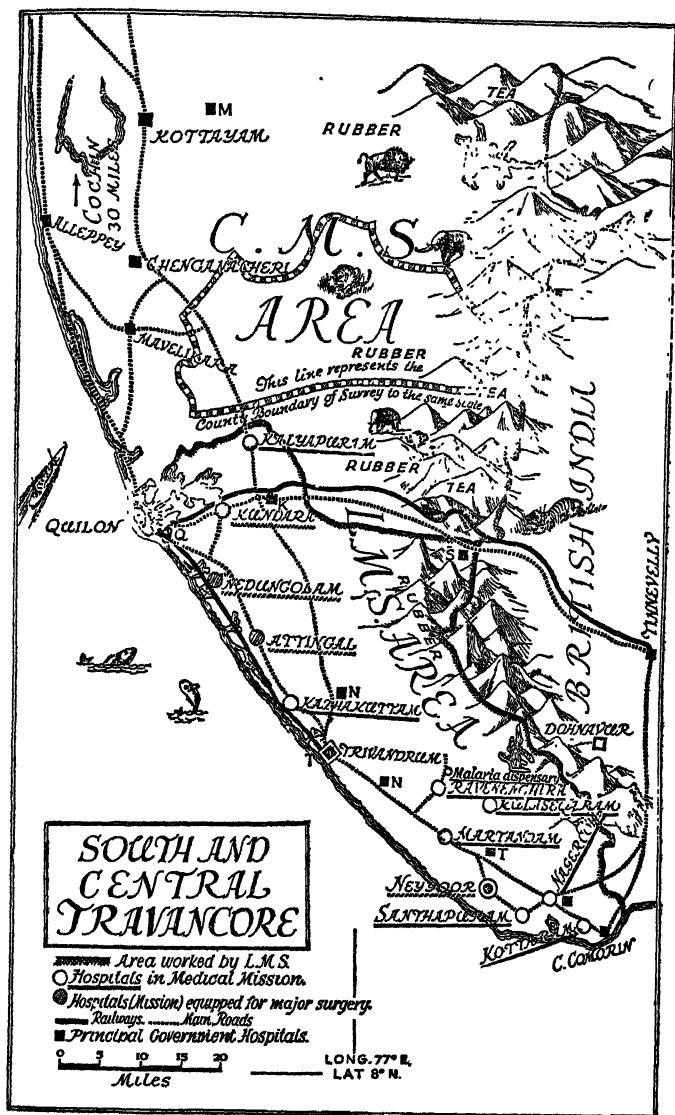 TEA
M
RUBBER
KOTTAYAM
COCHIN
30 MILES
ALLEPPEY
C. M. S.
CHENGANACHERI
AREA
MAVELIKARA
RUBBER
This line represents the
County Boundary of Surrey to the same scale
TEA
KALYAPURIM
RUBBER
TEA
BRITISH INDIA
K
KUNDARA
QUILON
Q
L.M.S. AREA
S
RUBBER
NEDUNGOLAM
TINNEVELLY
ATTINGAL
N
KAZHAKUTTAM
DOHNAVUR
TRIVANDRUM
T
N
Malaria dispensary
RAVENENCHIRA
KULASEGARAM
MARTANDAM
T
NAGERCOIL
NEYOOR
SANTHAPURAM
KOTTARAM
C. COMORIN
SOUTH AND
CENTRAL
TRAVANCORE
Area worked by L.M.S.
Hospitals in Medical Mission.
Hospitals (Mission) equipped for major surgery.
Railways. Main Roads
Principal Government Hospitals.
0 5 10 15 20
Miles
LONG. 77° E.
LAT 8° N.